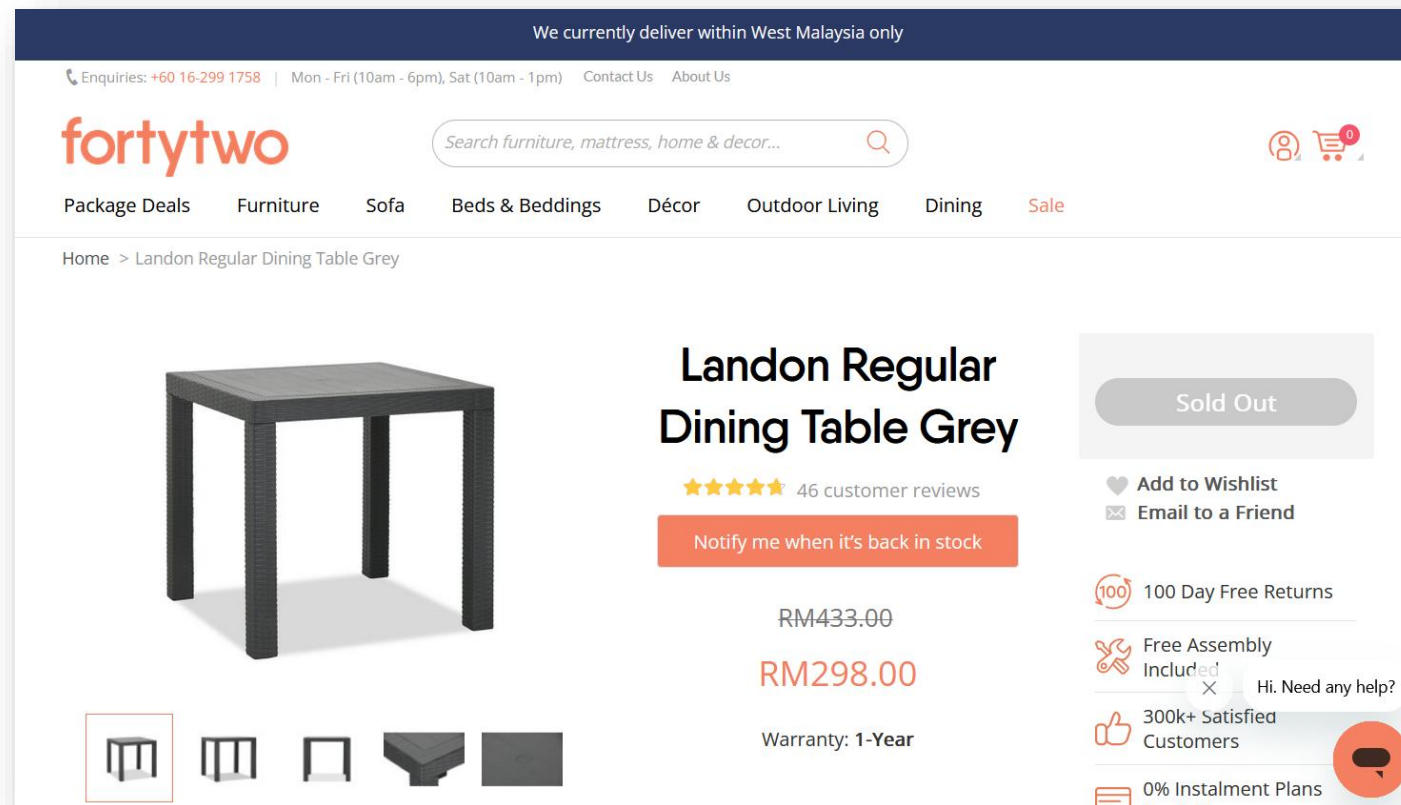 We currently deliver within West Malaysia only
Enquiries: +60 16-299 1758 | Mon - Fri (10am - 6pm), Sat (10am - 1pm) Contact Us About Us
fortytwo
Search furniture, mattress, home & decor...
0
Package Deals Furniture Sofa Beds & Beddings Décor Outdoor Living Dining Sale
Home > Landon Regular Dining Table Grey
Landon Regular
Dining Table Grey
46 customer reviews
Notify me when it's back in stock
RM433.00
RM298.00
Warranty: 1-Year
Sold Out
Add to Wishlist
Email to a Friend
100
100 Day Free Returns
Free Assembly
Included
Hi. Need any help?
300k+ Satisfied
Customers
0% Instalment Plans